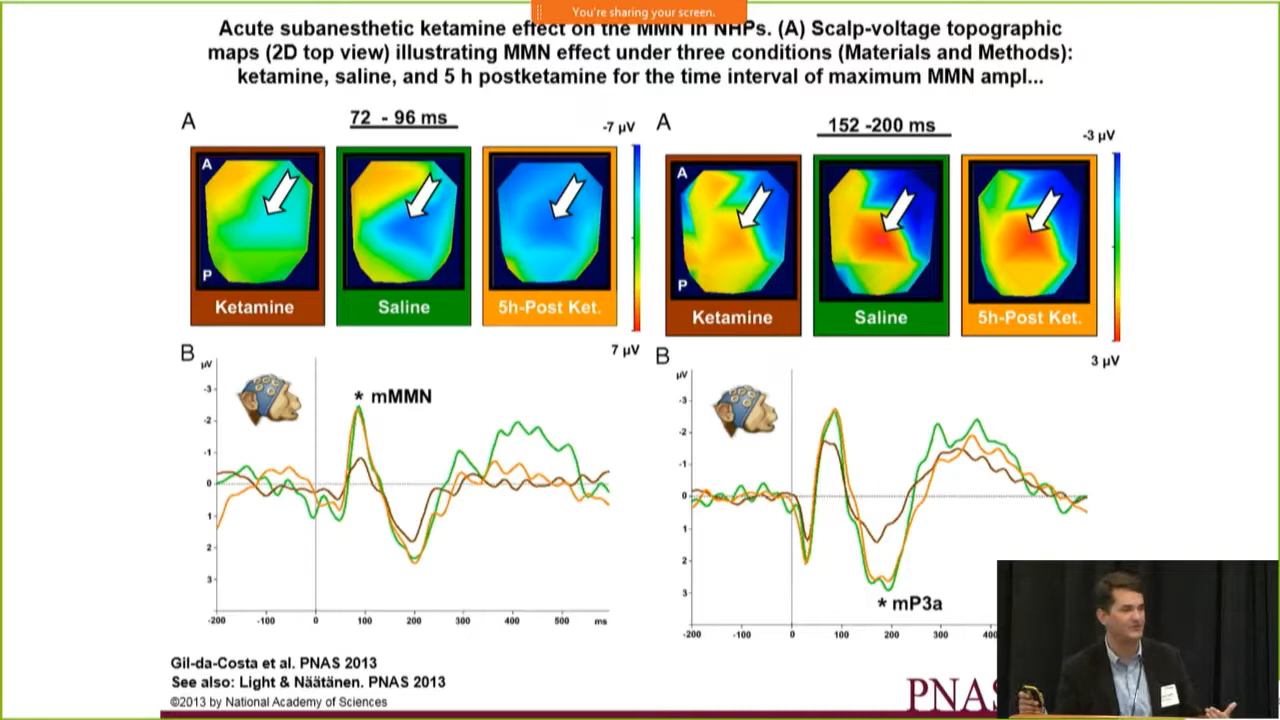 You're sharing your screen.
Acute subanesthetic ketamine effect on the MMN in NHPs. (A) Scalp-voltage topographic
maps (2D top view) illustrating MMN effect under three conditions (Materials and Methods):
ketamine, saline, and 5 h postketamine for the time interval of maximum MMN ampl...
A
72 - 96 ms
-7 µV
A
P
Ketamine
Saline
5h-Post Ket.
7 µV
A
152 -200 ms
-3 µV
A
P
Ketamine
Saline
5h-Post Ket.
3 µV
B
µV
-3
-2
-1
0
1
2
3
* mMMN
-200 -100 0 100 200 300 400 500 ms
B
µV
-3
-2
-1
0
1
2
3
* mP3a
-200 -100 0 100 200 300 400
Gil-da-Costa et al. PNAS 2013
See also: Light & Näätänen. PNAS 2013
©2013 by National Academy of Sciences
PNAS